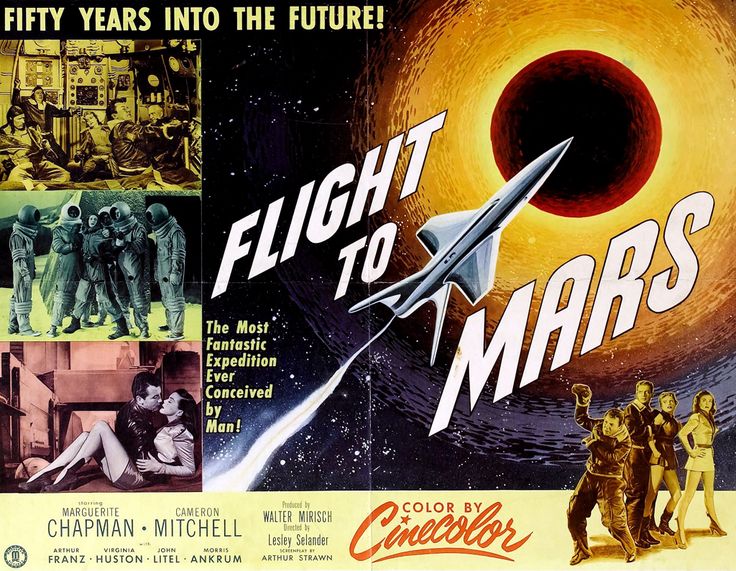 FIFTY YEARS INTO THE FUTURE!
FLIGHT
TO
MARS
The Most
Fantastic
Expedition
Ever
Conceived
by
Man!
starring
MARGUERITE CAMERON
CHAPMAN · MITCHELL
with
ARTHUR VIRGINIA JOHN MORRIS
FRANZ · HUSTON · LITEL · ANKRUM
Produced by
WALTER MIRISCH
Directed by
Lesley Selander
SCREENPLAY BY
ARTHUR STRAWN
COLOR BY
Cinecolor